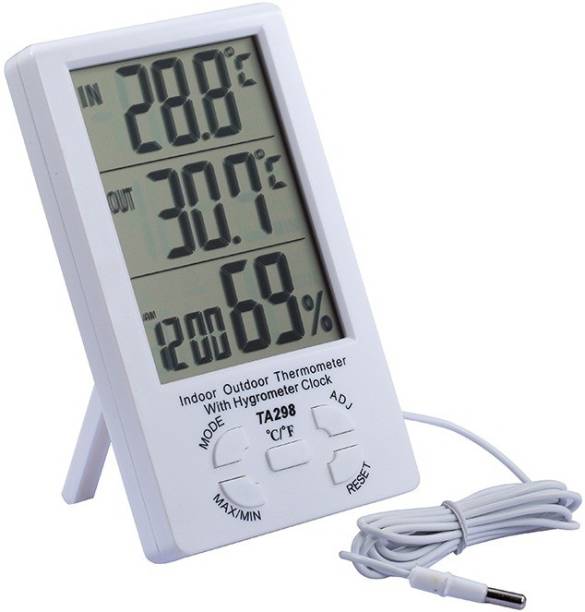 IN 28.8°C
OUT 30.7°C
AM 12:00 69%
Indoor Outdoor Thermometer
With Hygrometer Clock
TA298
MODE °C/°F ADJ
MAX/MIN RESET